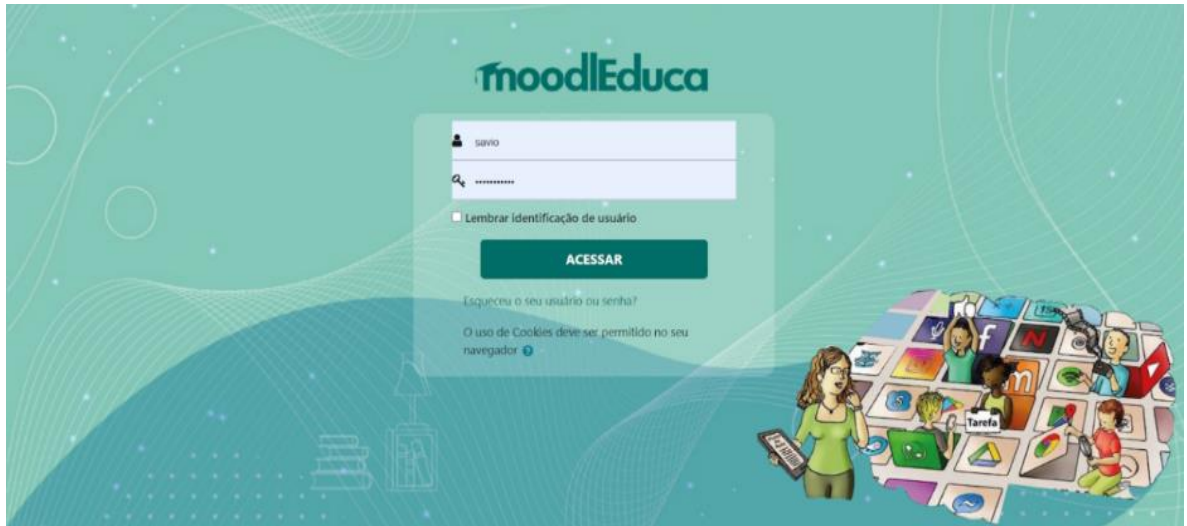 moodlEduca
savio
•••••••••••
Lembrar identificação de usuário
ACESSAR
Esqueceu o seu usuário ou senha?
O uso de Cookies deve ser permitido no seu
navegador ?
Tarefa